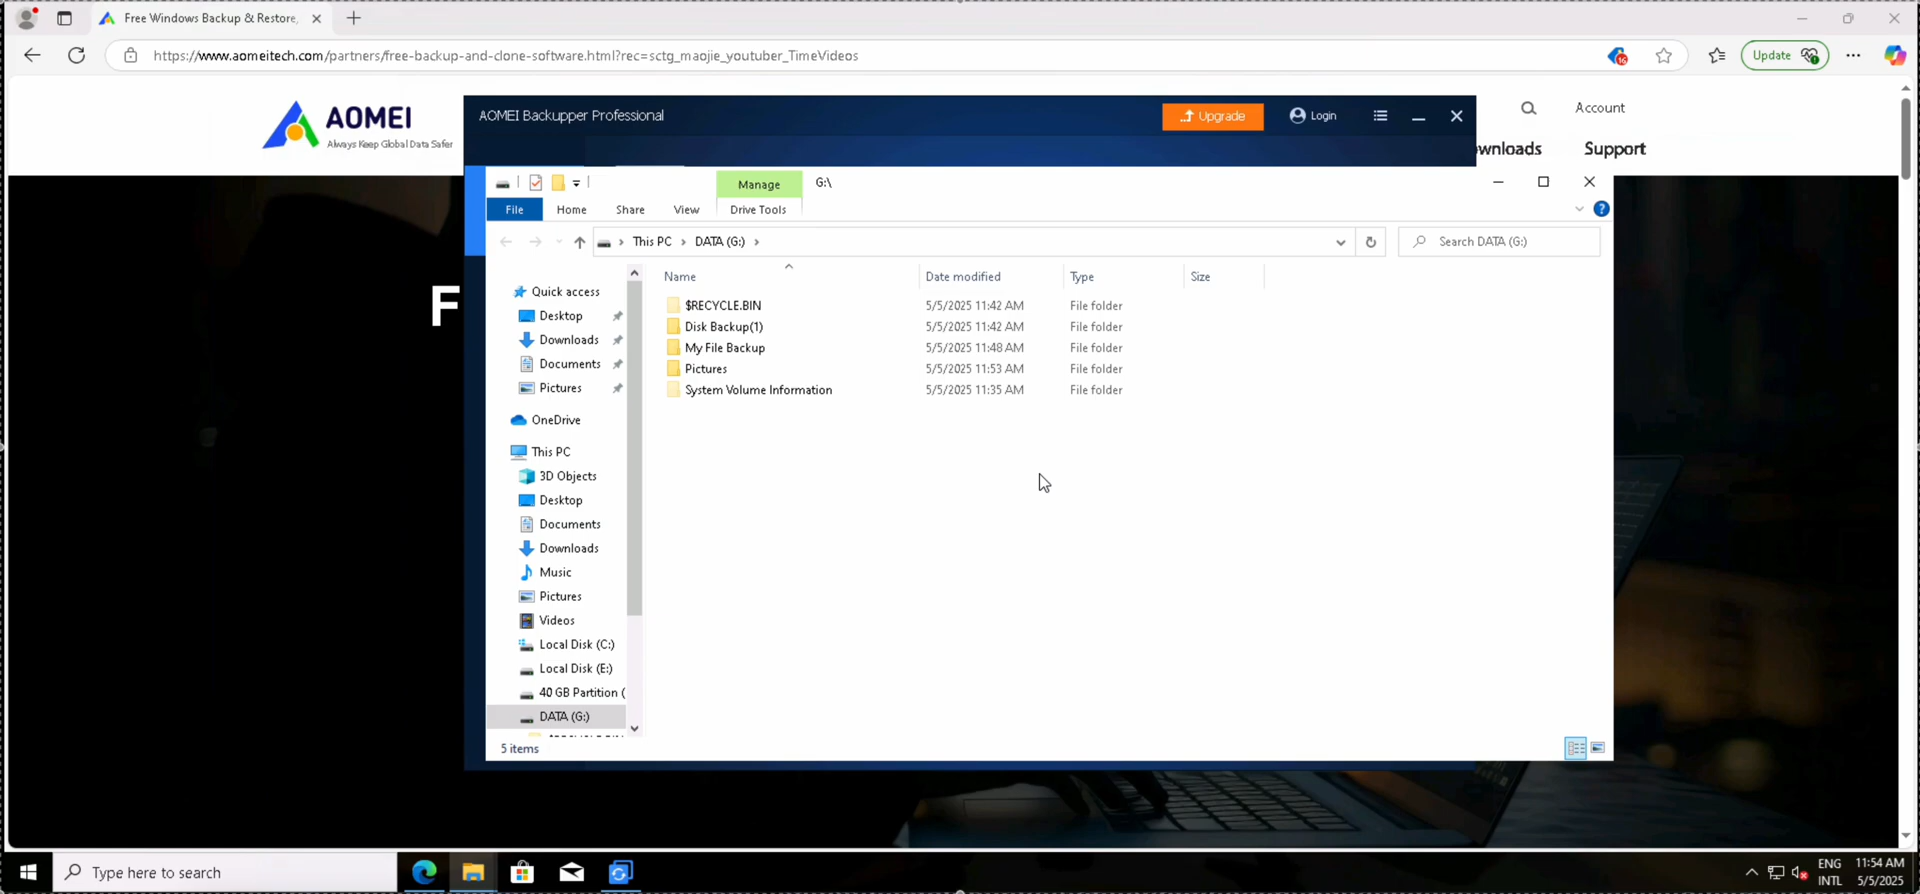 Free Windows Backup & Restore,
https://www.aomeitech.com/partners/free-backup-and-clone-software.html?rec=sctg_maojie_youtuber_TimeVideos
16
Update
AOMEI
Always Keep Global Data Safer
AOMEI Backupper Professional
Upgrade
Login
Account
wnloads
Support
F
Manage
G:\
File
Home
Share
View
Drive Tools
This PC
DATA (G:)
Search DATA (G:)
Name
Date modified
Type
Size
$RECYCLE.BIN 5/5/2025 11:42 AM File folder
Disk Backup(1) 5/5/2025 11:42 AM File folder
My File Backup 5/5/2025 11:48 AM File folder
Pictures 5/5/2025 11:53 AM File folder
System Volume Information 5/5/2025 11:35 AM File folder
Quick access
Desktop
Downloads
Documents
Pictures
OneDrive
This PC
3D Objects
Desktop
Documents
Downloads
Music
Pictures
Videos
Local Disk (C:)
Local Disk (E:)
40 GB Partition (
DATA (G:)
5 items
Type here to search
ENG
INTL
11:54 AM
5/5/2025